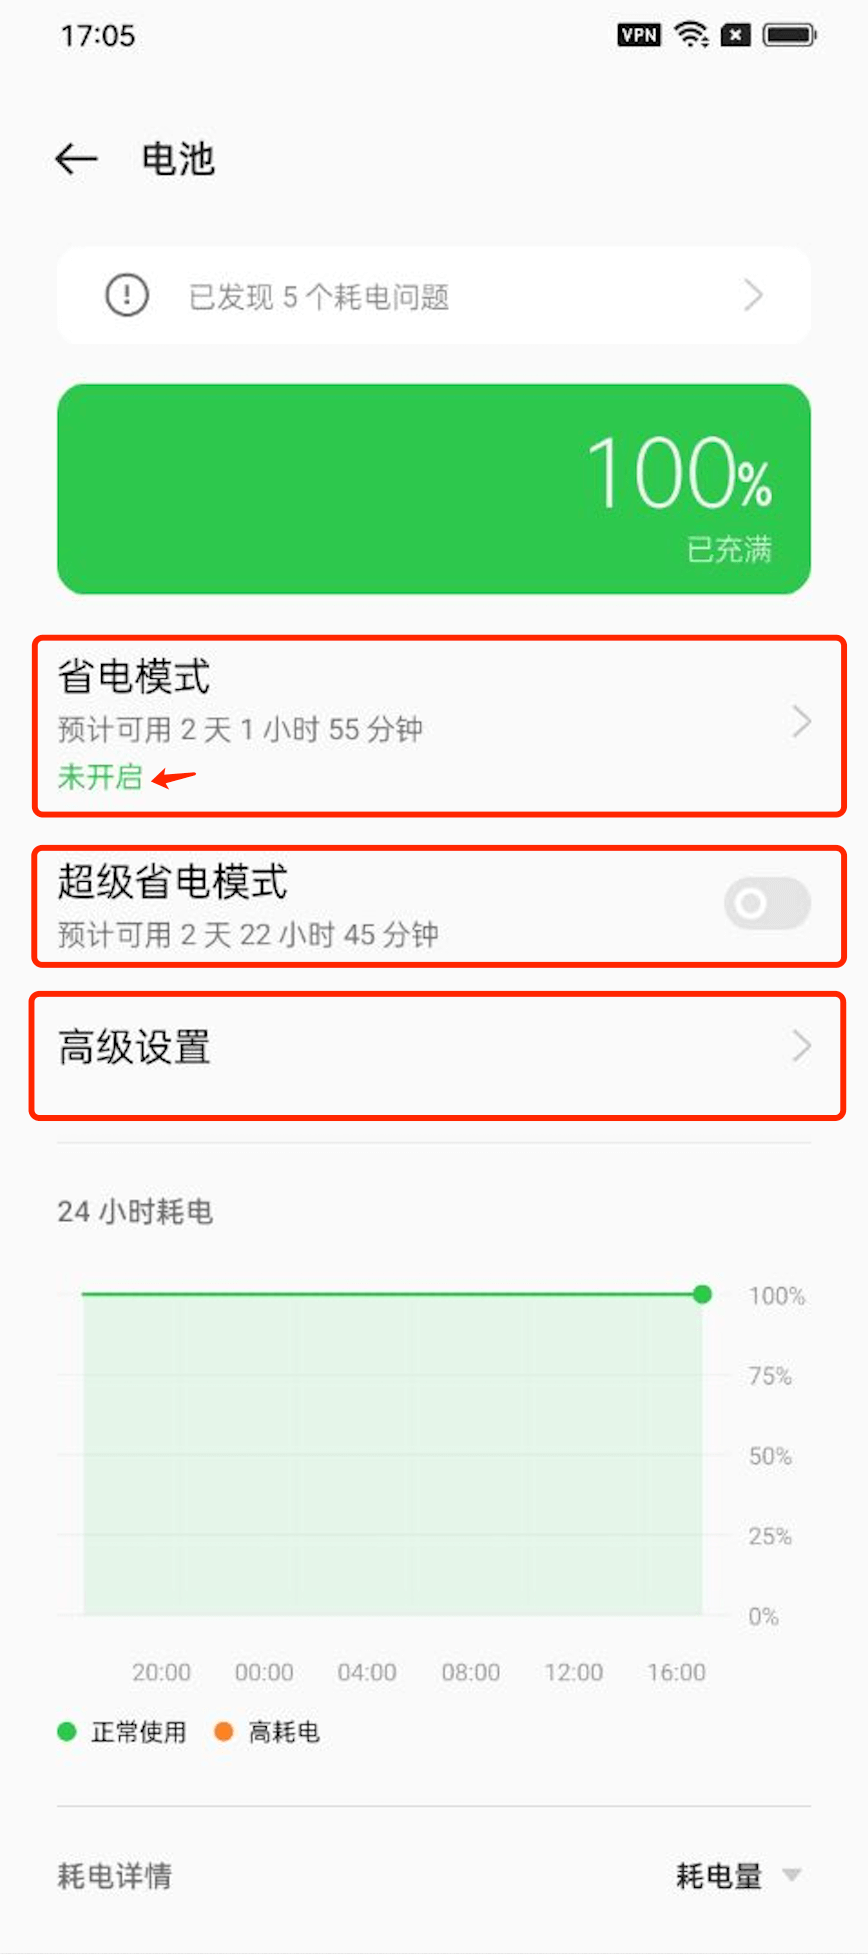 17:05
VPN
电池
已发现 5 个耗电问题
100%
已充满
省电模式
预计可用 2 天 1 小时 55 分钟
未开启
超级省电模式
预计可用 2 天 22 小时 45 分钟
高级设置
24 小时耗电
100%
75%
50%
25%
0%
20:00 00:00 04:00 08:00 12:00 16:00
正常使用 高耗电
耗电详情 耗电量